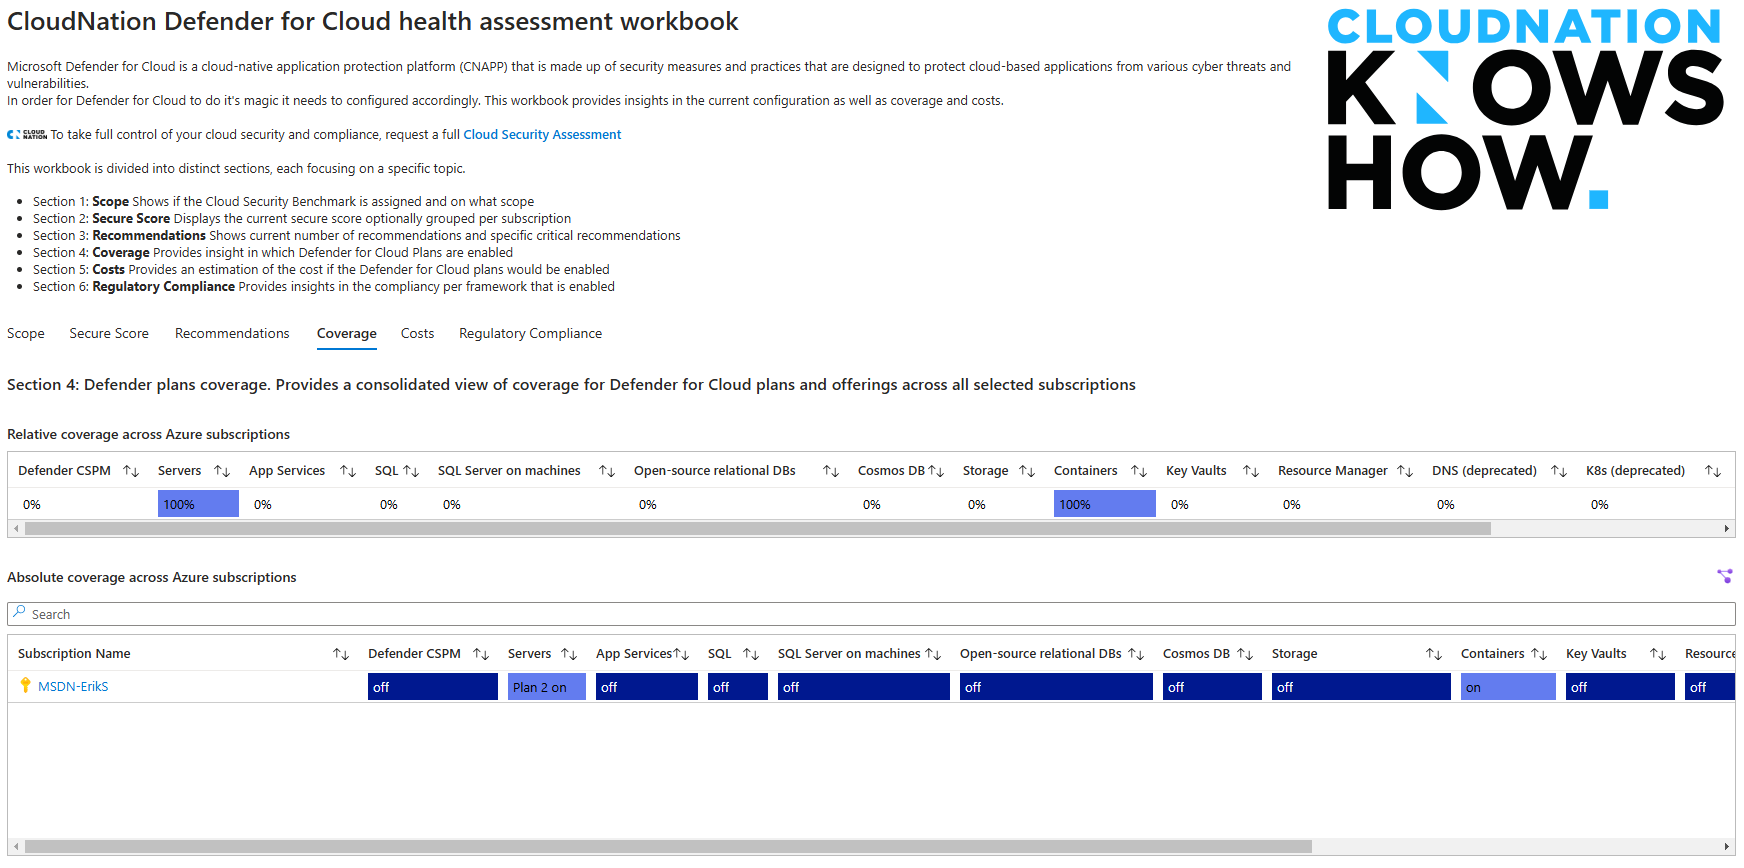 CloudNation Defender for Cloud health assessment workbook
CLOUDNATION
KNOWS
HOW.
Microsoft Defender for Cloud is a cloud-native application protection platform (CNAPP) that is made up of security measures and practices that are designed to protect cloud-based applications from various cyber threats and
vulnerabilities.
In order for Defender for Cloud to do it's magic it needs to configured accordingly. This workbook provides insights in the current configuration as well as coverage and costs.
CLOUD NATION To take full control of your cloud security and compliance, request a full Cloud Security Assessment
This workbook is divided into distinct sections, each focusing on a specific topic.
• Section 1: Scope Shows if the Cloud Security Benchmark is assigned and on what scope
• Section 2: Secure Score Displays the current secure score optionally grouped per subscription
• Section 3: Recommendations Shows current number of recommendations and specific critical recommendations
• Section 4: Coverage Provides insight in which Defender for Cloud Plans are enabled
• Section 5: Costs Provides an estimation of the cost if the Defender for Cloud plans would be enabled
• Section 6: Regulatory Compliance Provides insights in the compliancy per framework that is enabled
Scope Secure Score Recommendations Coverage Costs Regulatory Compliance
Section 4: Defender plans coverage. Provides a consolidated view of coverage for Defender for Cloud plans and offerings across all selected subscriptions
Relative coverage across Azure subscriptions
Defender CSPM Servers App Services SQL SQL Server on machines Open-source relational DBs Cosmos DB Storage Containers Key Vaults Resource Manager DNS (deprecated) K8s (deprecated)
0% 100% 0% 0% 0% 0% 0% 0% 100% 0% 0% 0% 0%
Absolute coverage across Azure subscriptions
Search
Subscription Name Defender CSPM Servers App Services SQL SQL Server on machines Open-source relational DBs Cosmos DB Storage Containers Key Vaults Resource
MSDN-ErikS off Plan 2 on off off off off off off on off off